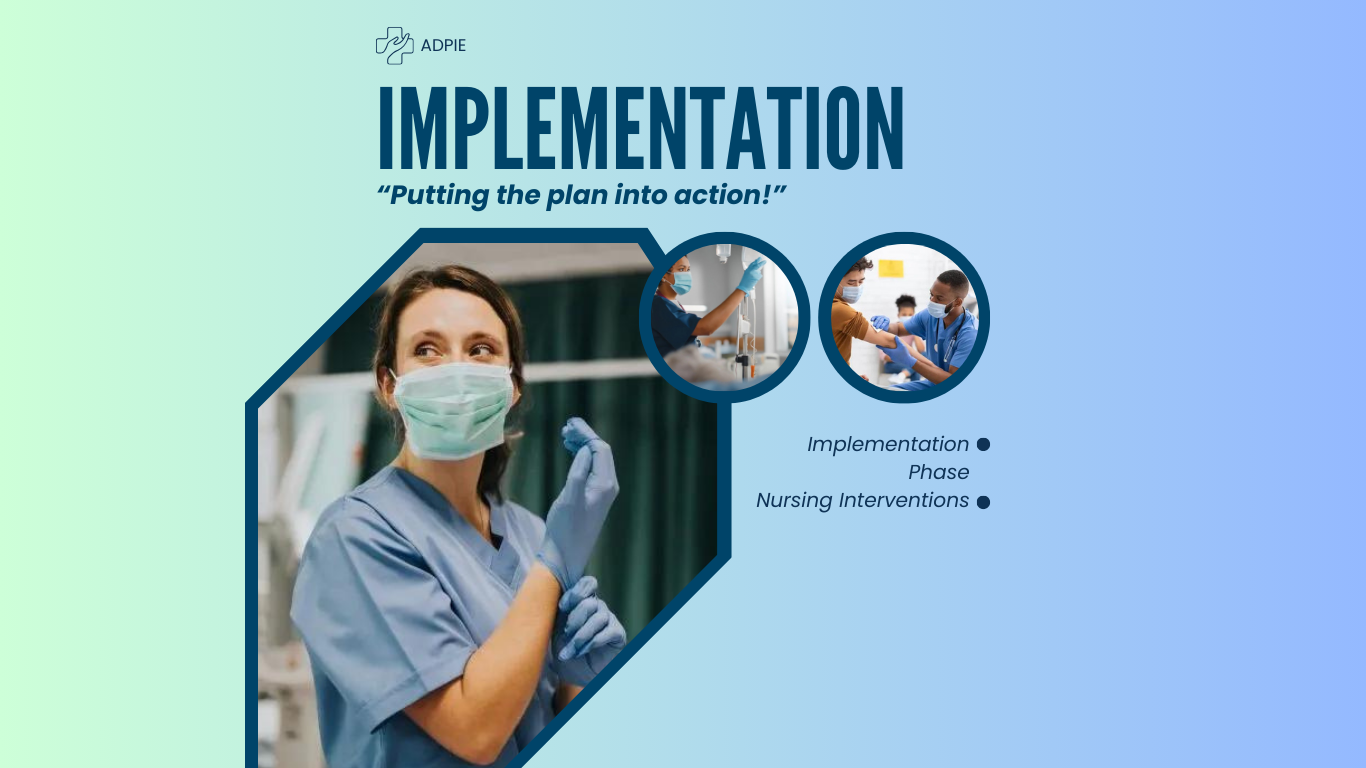 ADPIE
IMPLEMENTATION
“Putting the plan into action!”
Implementation
Phase
Nursing Interventions